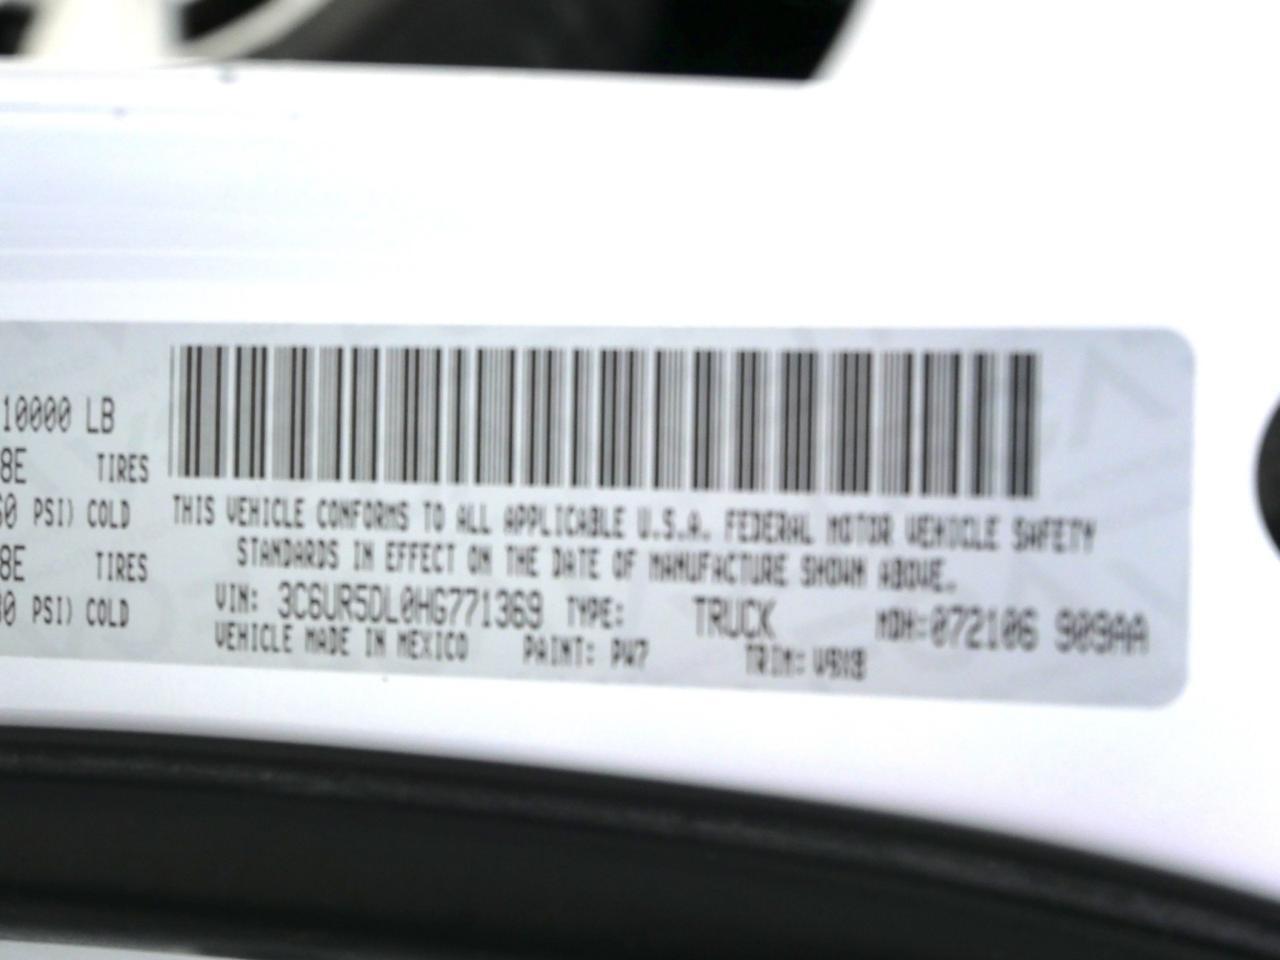 10000 LB
8E TIRES
60 PSI) COLD
8E TIRES
80 PSI) COLD
THIS VEHICLE CONFORMS TO ALL APPLICABLE U.S.A. FEDERAL MOTOR VEHICLE SAFETY
STANDARDS IN EFFECT ON THE DATE OF MANUFACTURE SHOWN ABOVE.
VIN: 3C6UR5DL0HG771369 TYPE: TRUCK MDH:072106 909AA
VEHICLE MADE IN MEXICO PAINT: PW7 TRIM: